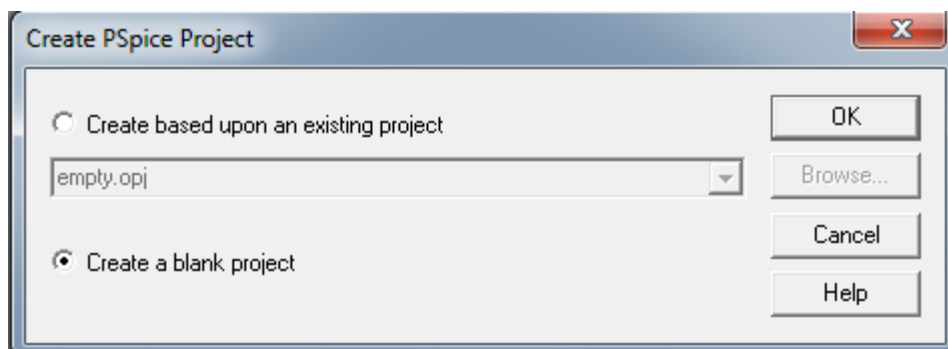 Create PSpice Project
Create based upon an existing project
OK
empty.opj
Browse...
Create a blank project
Cancel
Help